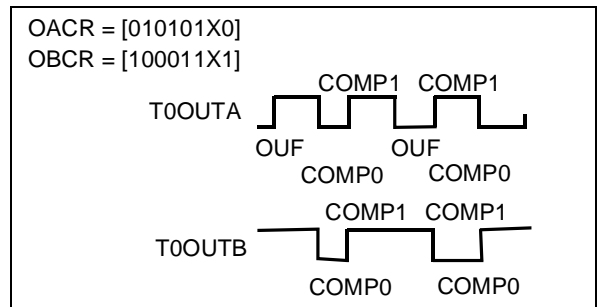 OACR = [010101X0]
OBCR = [100011X1]
COMP1 COMP1
T0OUTA
OUF OUF
COMP0 COMP0
COMP1 COMP1
T0OUTB
COMP0 COMP0